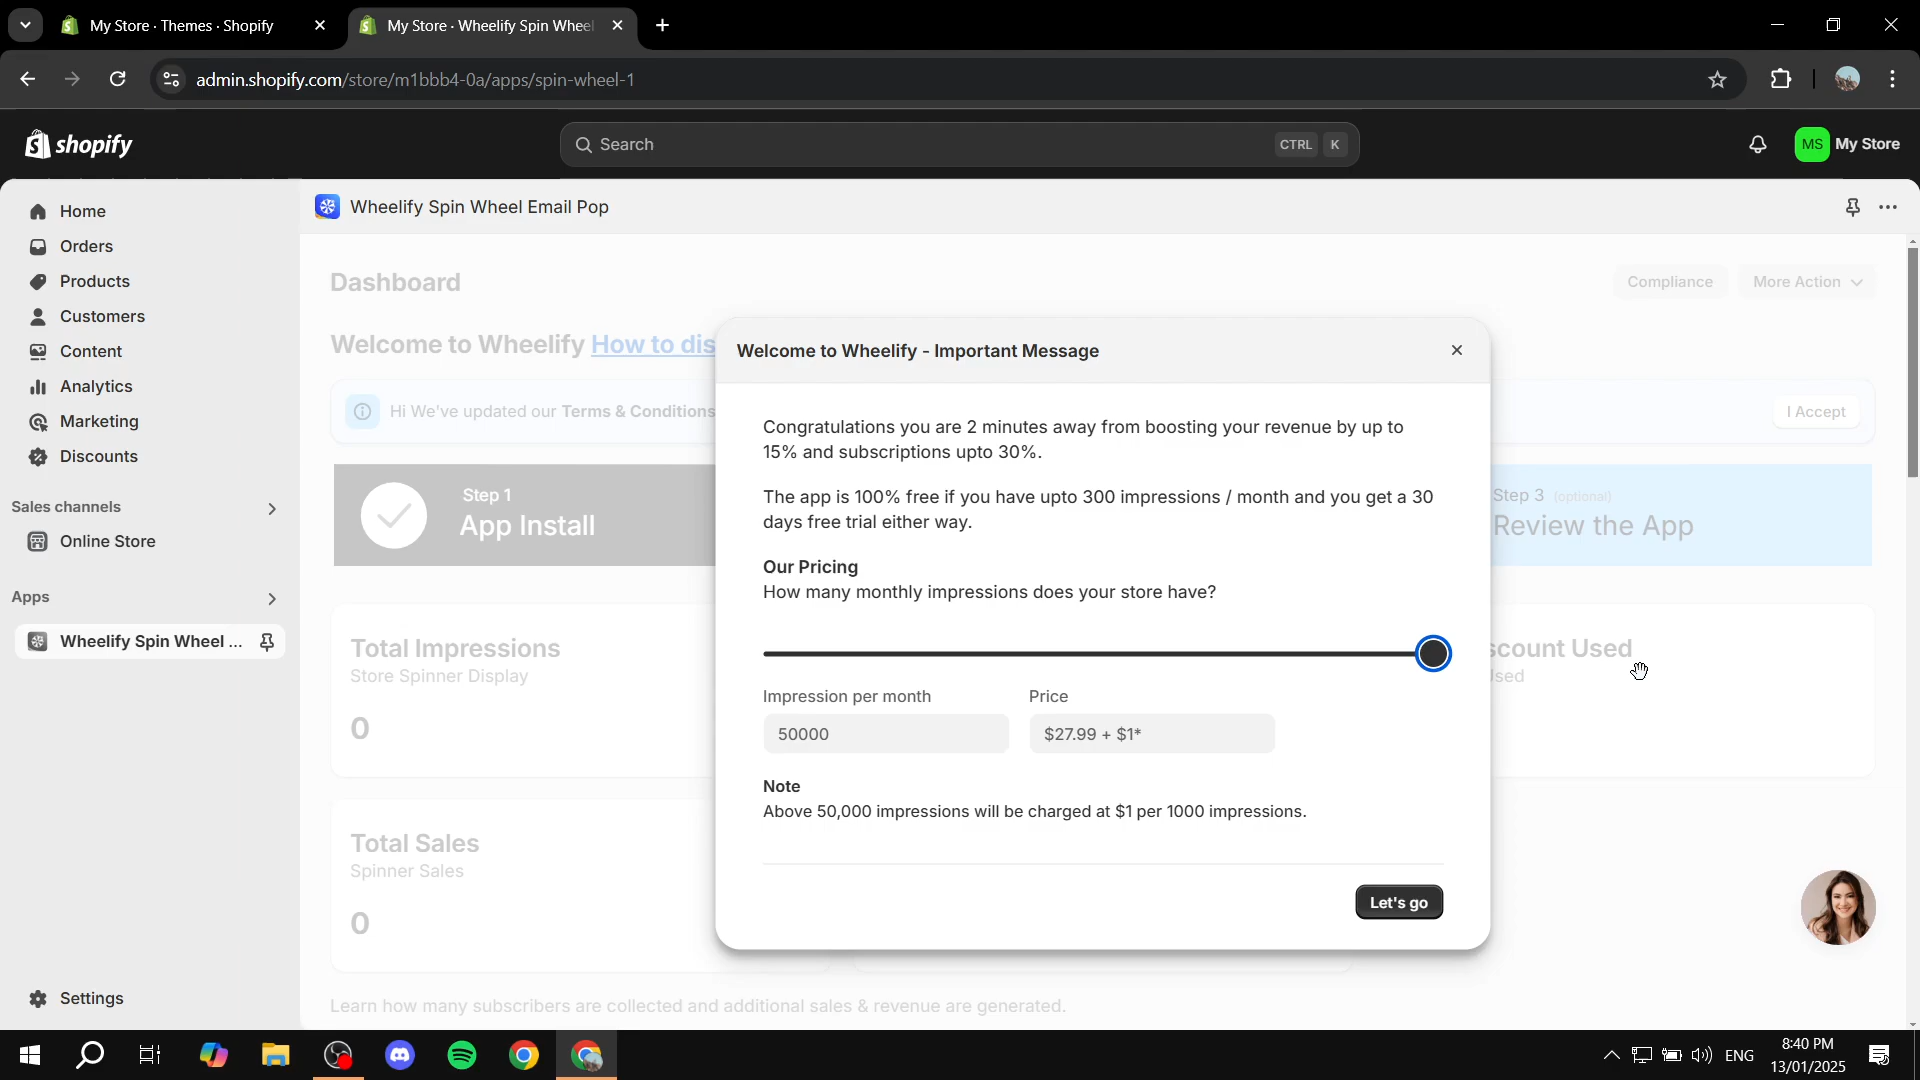 My Store · Themes · Shopify
My Store · Wheelify Spin Wheel
admin.shopify.com/store/m1bbb4-0a/apps/spin-wheel-1
shopify
Search
CTRL K
MS My Store
Home
Orders
Products
Customers
Content
Analytics
Marketing
Discounts
Sales channels
Online Store
Apps
Wheelify Spin Wheel ...
Settings
Wheelify Spin Wheel Email Pop
Dashboard
Compliance
More Action
Welcome to Wheelify How to dis
Hi We've updated our Terms & Conditions
I Accept
Step 1
App Install
Step 3 (optional)
Review the App
Total Impressions
Store Spinner Display
0
scount Used
Used
Total Sales
Spinner Sales
0
Learn how many subscribers are collected and additional sales & revenue are generated.
Welcome to Wheelify - Important Message
Congratulations you are 2 minutes away from boosting your revenue by up to
15% and subscriptions upto 30%.
The app is 100% free if you have upto 300 impressions / month and you get a 30
days free trial either way.
Our Pricing
How many monthly impressions does your store have?
Impression per month
Price
50000
$27.99 + $1*
Note
Above 50,000 impressions will be charged at $1 per 1000 impressions.
Let's go
ENG
8:40 PM
13/01/2025